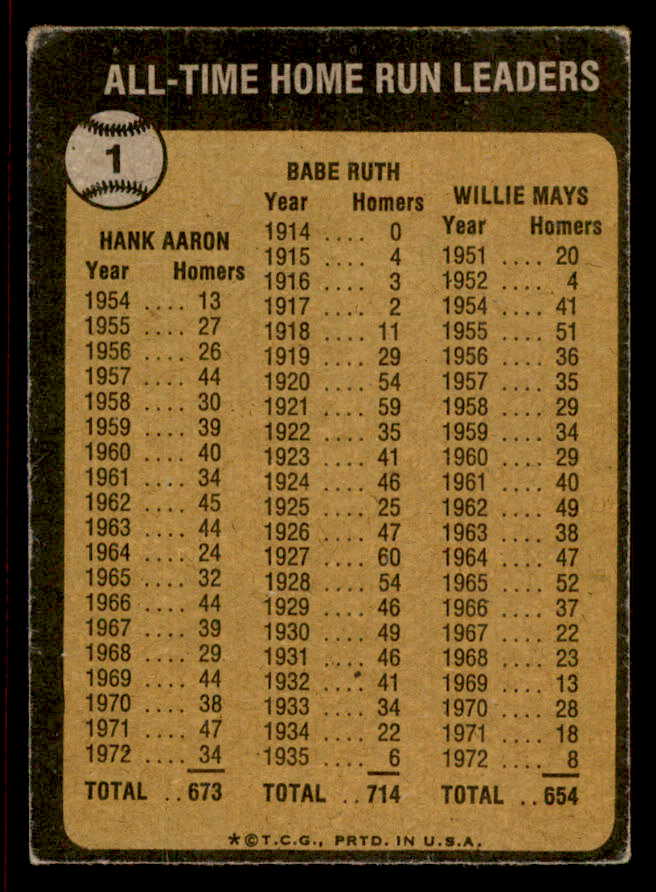 ALL-TIME HOME RUN LEADERS
1
HANK AARON
Year Homers
1954 .... 13
1955 .... 27
1956 .... 26
1957 .... 44
1958 .... 30
1959 .... 39
1960 .... 40
1961 .... 34
1962 .... 45
1963 .... 44
1964 .... 24
1965 .... 32
1966 .... 44
1967 .... 39
1968 .... 29
1969 .... 44
1970 .... 38
1971 .... 47
1972 .... 34
TOTAL ..673
BABE RUTH
Year Homers
1914 .... 0
1915 .... 4
1916 .... 3
1917 .... 2
1918 .... 11
1919 .... 29
1920 .... 54
1921 .... 59
1922 .... 35
1923 .... 41
1924 .... 46
1925 .... 25
1926 .... 47
1927 .... 60
1928 .... 54
1929 .... 46
1930 .... 49
1931 .... 46
1932 .... 41
1933 .... 34
1934 .... 22
1935 .... 6
TOTAL ..714
WILLIE MAYS
Year Homers
1951 .... 20
1952 .... 4
1954 .... 41
1955 .... 51
1956 .... 36
1957 .... 35
1958 .... 29
1959 .... 34
1960 .... 29
1961 .... 40
1962 .... 49
1963 .... 38
1964 .... 47
1965 .... 52
1966 .... 37
1967 .... 22
1968 .... 23
1969 .... 13
1970 .... 28
1971 .... 18
1972 .... 8
TOTAL ..654
*©T.C.G., PRTD. IN U.S.A.